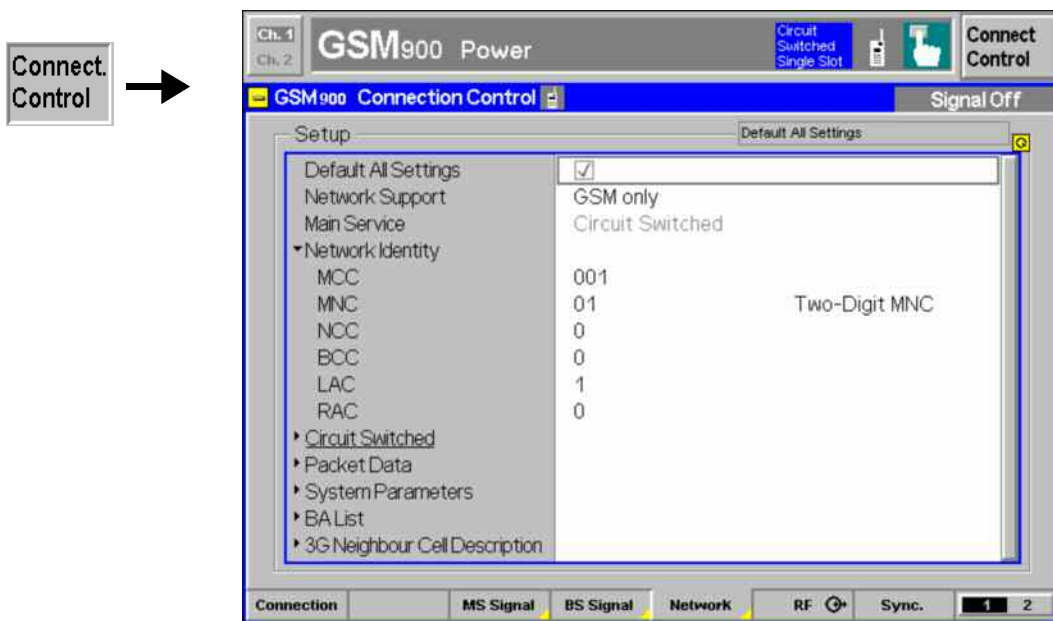 Connect.
Control
Ch. 1
Ch. 2
GSM900 Power
Circuit
Switched
Single Slot
Connect
Control
GSM900 Connection Control
Signal Off
Setup
Default All Settings
Default All Settings
Network Support GSM only
Main Service Circuit Switched
Network Identity
MCC 001
MNC 01 Two-Digit MNC
NCC 0
BCC 0
LAC 1
RAC 0
Circuit Switched
Packet Data
System Parameters
BA List
3G Neighbour Cell Description
Connection MS Signal BS Signal Network RF Sync. 1 2